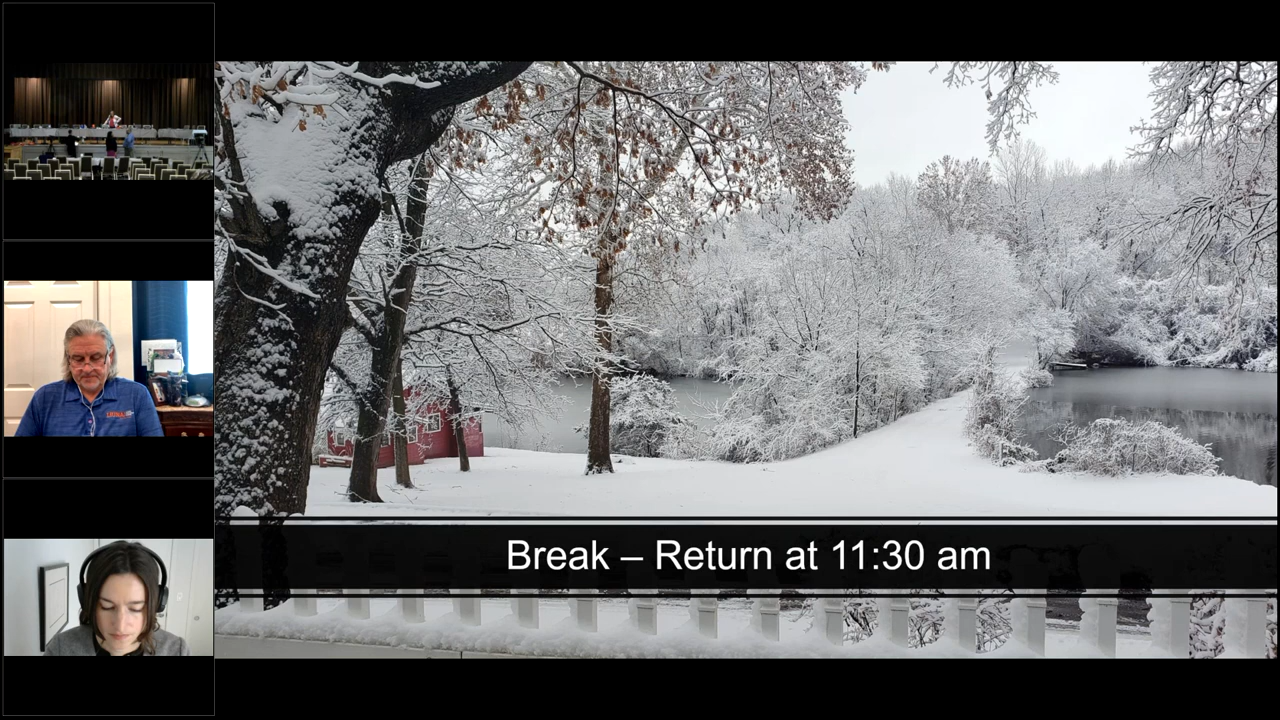 Break – Return at 11:30 am